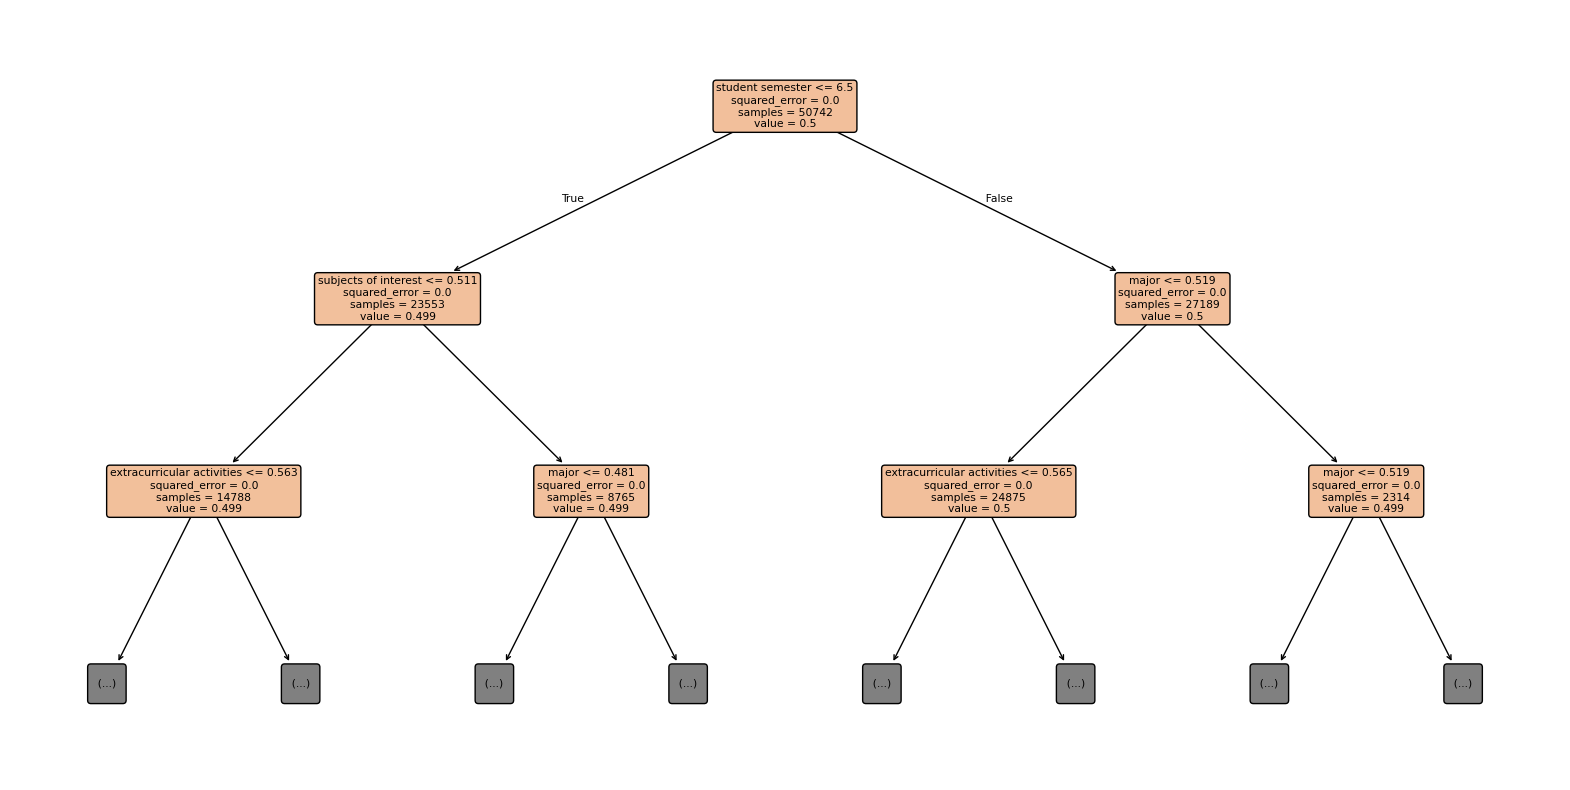 student semester <= 6.5
squared_error = 0.0
samples = 50742
value = 0.5
True
False
subjects of interest <= 0.511
squared_error = 0.0
samples = 23553
value = 0.499
major <= 0.519
squared_error = 0.0
samples = 27189
value = 0.5
extracurricular activities <= 0.563
squared_error = 0.0
samples = 14788
value = 0.499
major <= 0.481
squared_error = 0.0
samples = 8765
value = 0.499
extracurricular activities <= 0.565
squared_error = 0.0
samples = 24875
value = 0.5
major <= 0.519
squared_error = 0.0
samples = 2314
value = 0.499
(...)
(...)
(...)
(...)
(...)
(...)
(...)
(...)